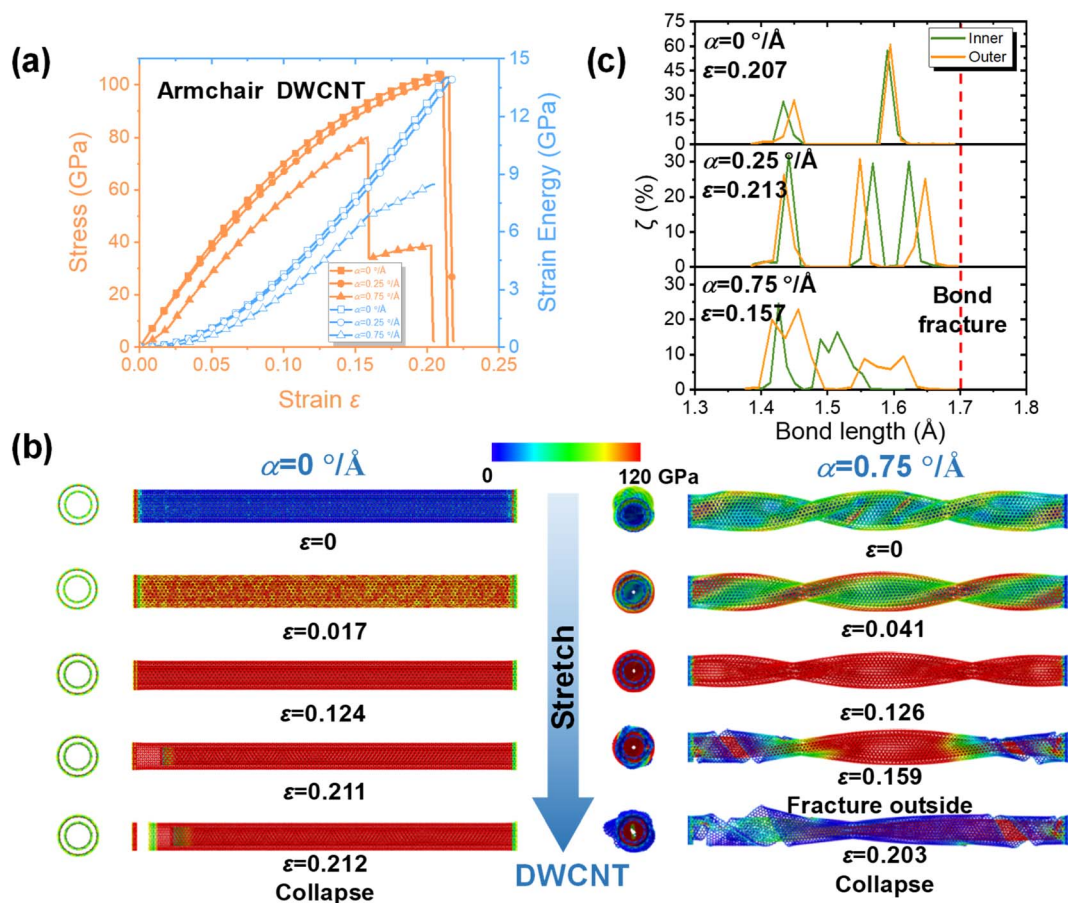 (a)
Armchair DWCNT
Stress (GPa)
100
80
60
40
20
0
0.00 0.05 0.10 0.15 0.20 0.25
Strain ε
15
12
9
6
3
0
Strain Energy (GPa)
α=0 °/Å
α=0.25 °/Å
α=0.75 °/Å
α=0 °/Å
α=0.25 °/Å
α=0.75 °/Å
(c)
ζ (%)
75
60
45
30
15
0
α=0 °/Å
ε=0.207
Inner
Outer
30
20
10
0
α=0.25 °/Å
ε=0.213
30
20
10
0
α=0.75 °/Å
ε=0.157
Bond
fracture
1.3 1.4 1.5 1.6 1.7 1.8
Bond length (Å)
(b)
α=0 °/Å
ε=0
ε=0.017
ε=0.124
ε=0.211
ε=0.212
Collapse
0 120 GPa
Stretch
DWCNT
α=0.75 °/Å
ε=0
ε=0.041
ε=0.126
ε=0.159
Fracture outside
ε=0.203
Collapse